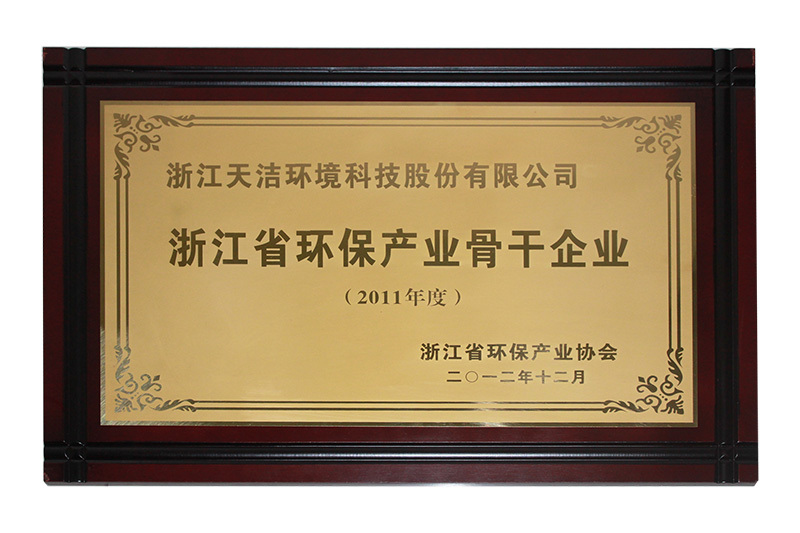 浙江天洁环境科技股份有限公司
浙江省环保产业骨干企业
（2011年度）
浙江省环保产业协会
二〇一二年十二月